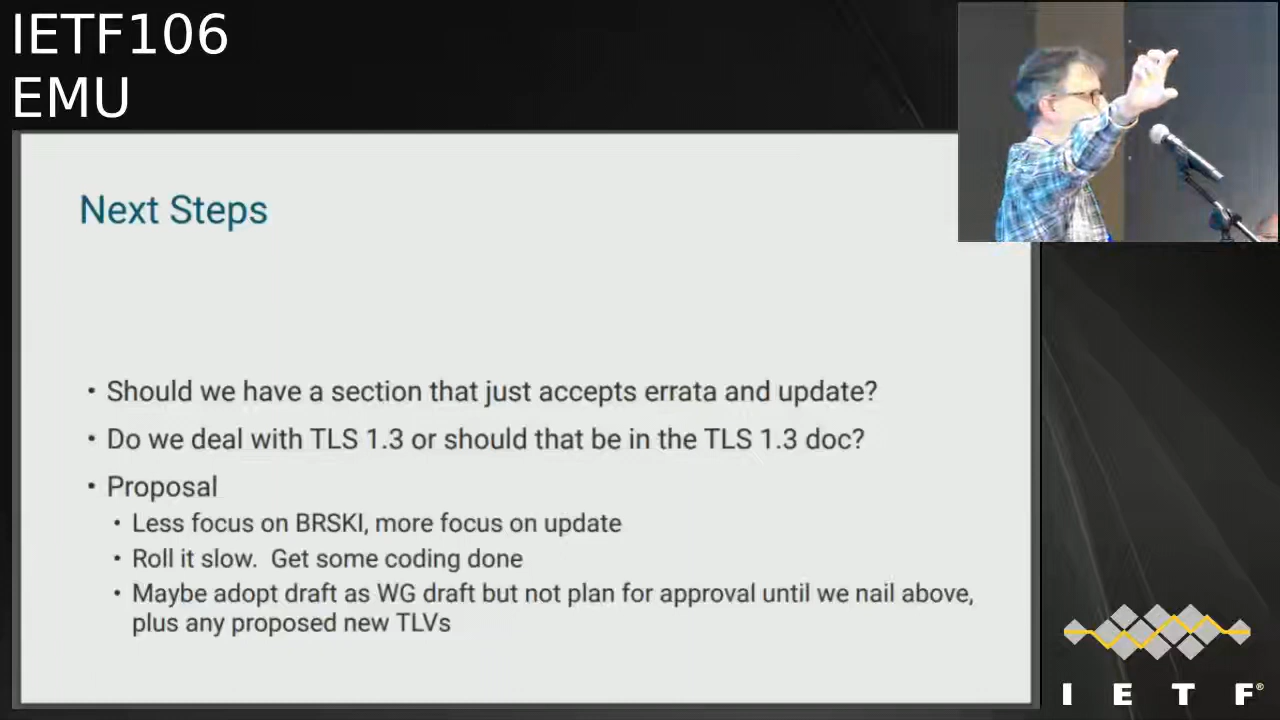 IETF106
EMU
Next Steps
• Should we have a section that just accepts errata and update?
• Do we deal with TLS 1.3 or should that be in the TLS 1.3 doc?
• Proposal
• Less focus on BRSKI, more focus on update
• Roll it slow.  Get some coding done
• Maybe adopt draft as WG draft but not plan for approval until we nail above,
plus any proposed new TLVs
I E T F®